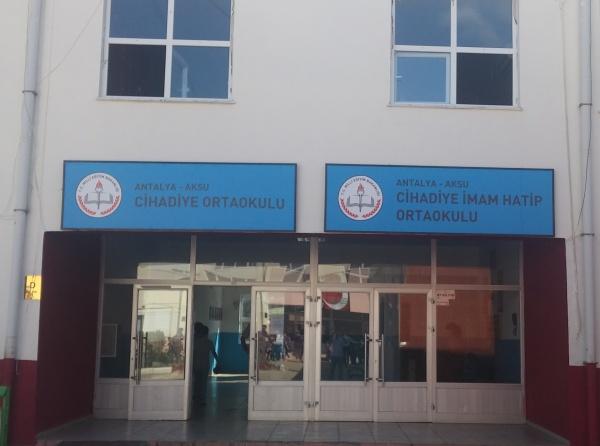 ANTALYA - AKSU
CİHADİYE ORTAOKULU
ANTALYA - AKSU
CİHADİYE İMAM HATİP
ORTAOKULU